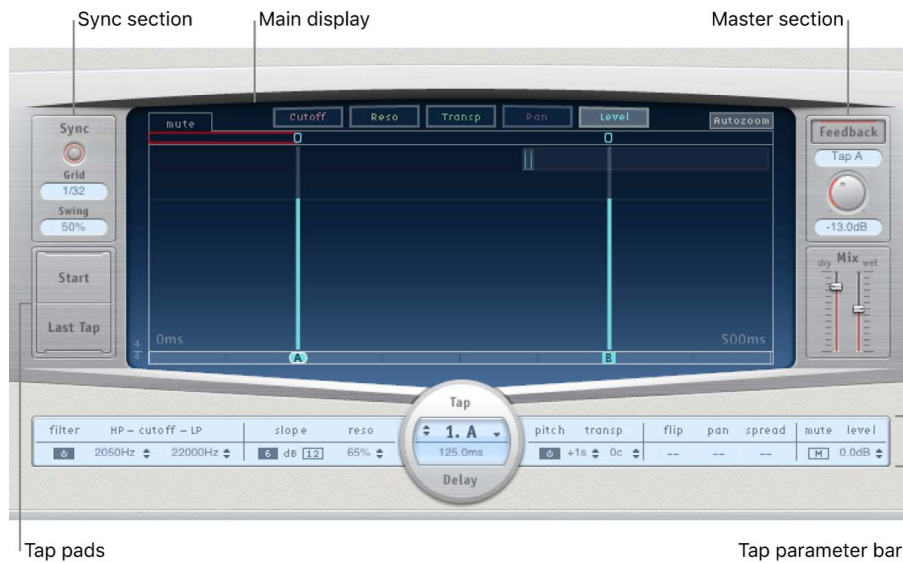 Sync section
Main display
Master section
mute
Cutoff
Reso
Transp
Pan
Level
Autozoom
Sync
Grid
1/32
Swing
50%
Start
Last Tap
0ms
500ms
4
4
A
B
Feedback
Tap A
-13.0dB
dry Mix wet
Tap
1. A
125.0ms
Delay
filter HP – cutoff – LP slope reso
2050Hz 22000Hz 6 dB 12 65%
pitch transp flip pan spread mute level
+1s 0c -- -- -- M 0.0dB
Tap pads
Tap parameter bar